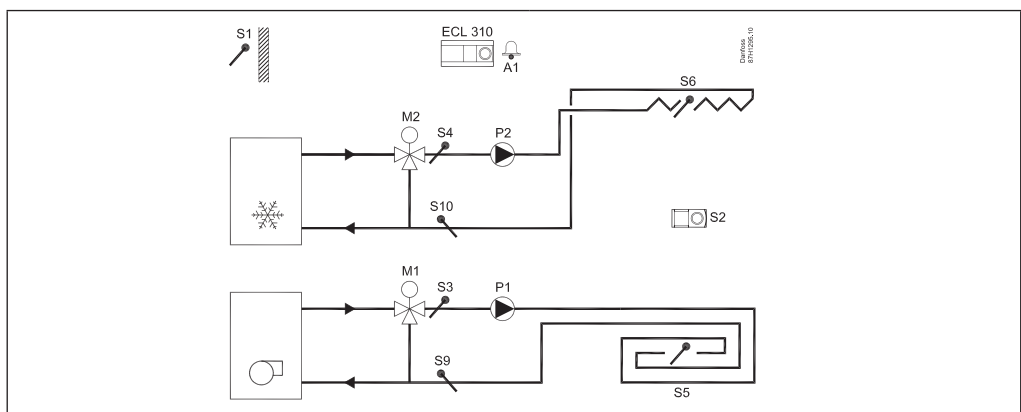 S1
ECL 310
A1
Danfoss
87H1295.10
S6
M2
S4
P2
S10
S2
M1
S3
P1
S9
S5